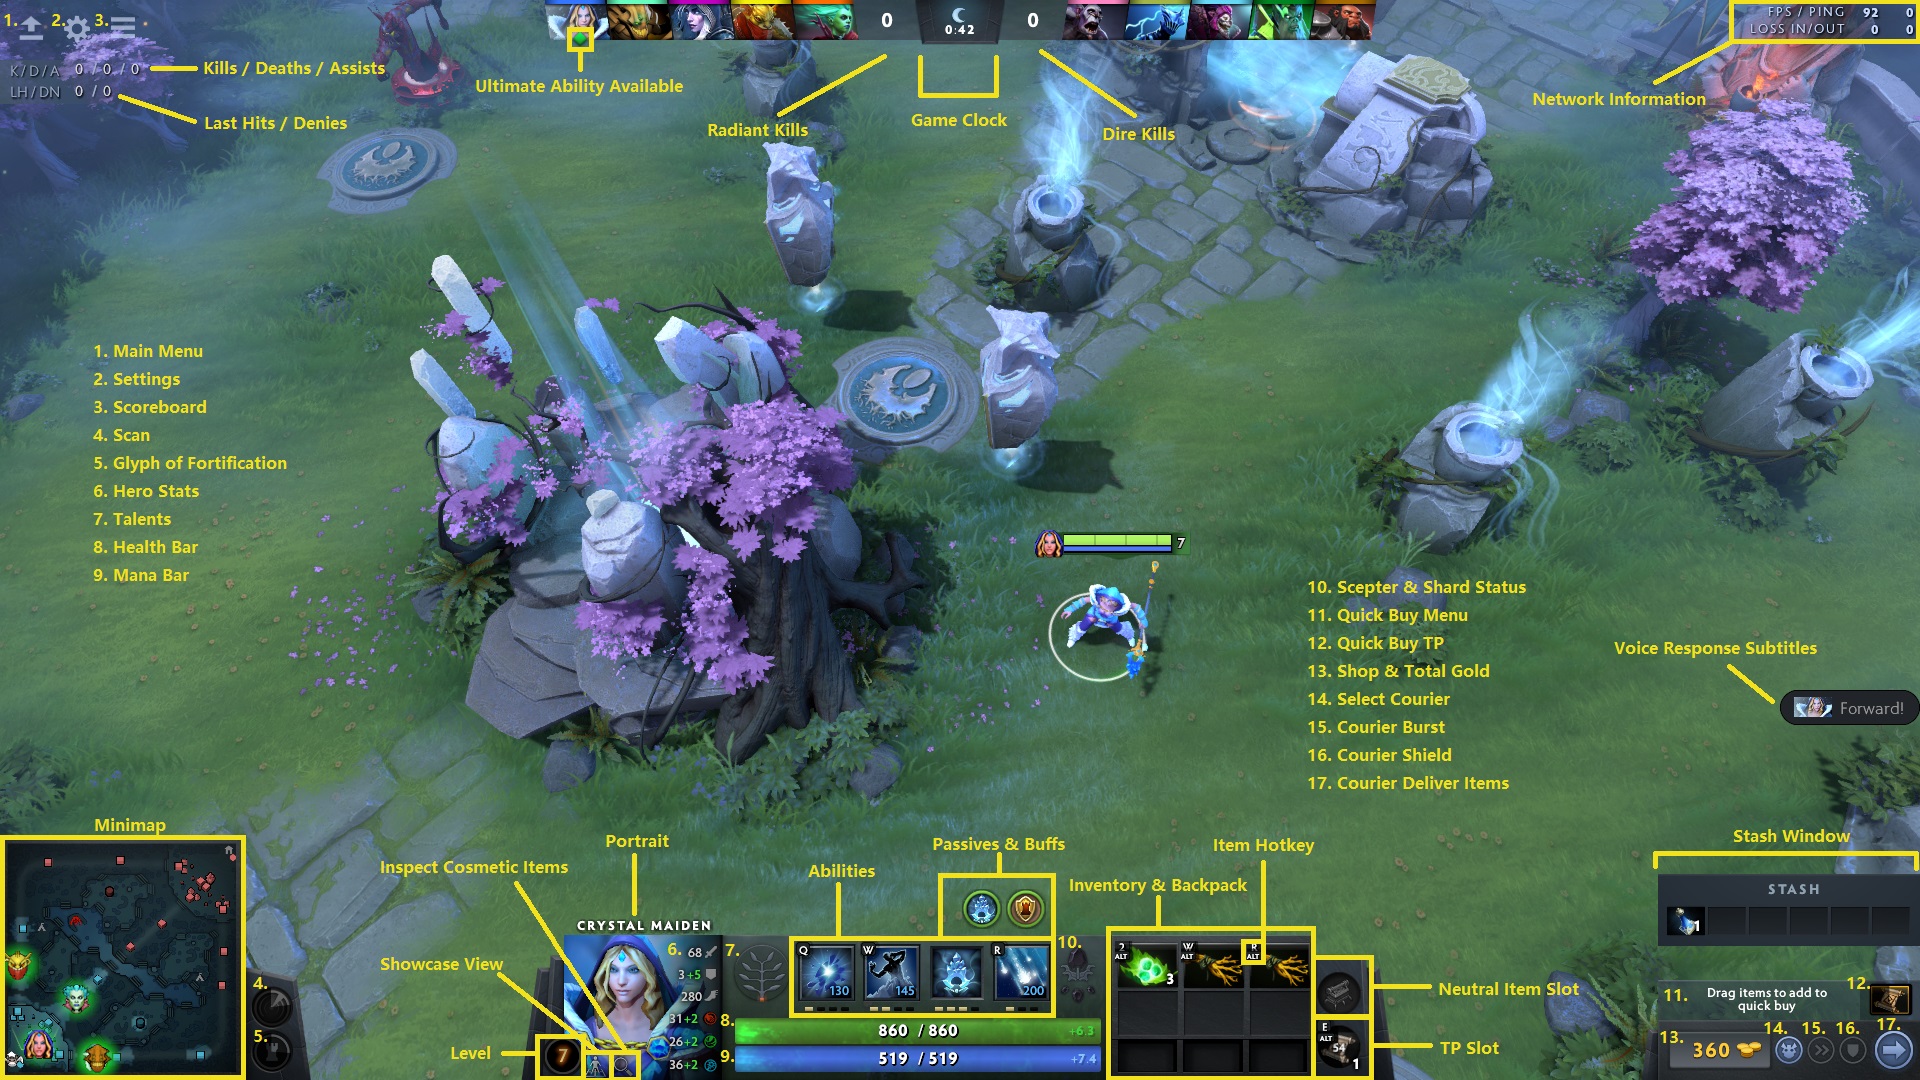 1.
2.
3.
0
0:42
0
FPS / PING 92 0
LOSS IN/OUT 0 0
K/D/A 0 / 0 / 0
Kills / Deaths / Assists
LH/DN 0 / 0
Last Hits / Denies
Ultimate Ability Available
Radiant Kills
Game Clock
Dire Kills
Network Information
1. Main Menu
2. Settings
3. Scoreboard
4. Scan
5. Glyph of Fortification
6. Hero Stats
7. Talents
8. Health Bar
9. Mana Bar
7
10. Scepter & Shard Status
11. Quick Buy Menu
12. Quick Buy TP
13. Shop & Total Gold
14. Select Courier
15. Courier Burst
16. Courier Shield
17. Courier Deliver Items
Voice Response Subtitles
Forward!
Minimap
Portrait
Inspect Cosmetic Items
Abilities
Passives & Buffs
Item Hotkey
Inventory & Backpack
Stash Window
STASH
1
CRYSTAL MAIDEN
Showcase View
Level
4.
5.
6.
68
3+5
280
31+2
26+2
36+2
7
7.
Q
130
W
145
R
200
8.
860 / 860
+6.3
9.
519 / 519
+7.4
10.
2
ALT
3
W
ALT
R
ALT
E
ALT
54
1
Neutral Item Slot
TP Slot
11.
Drag items to add to
quick buy
12.
13.
360
14.
15.
16.
17.